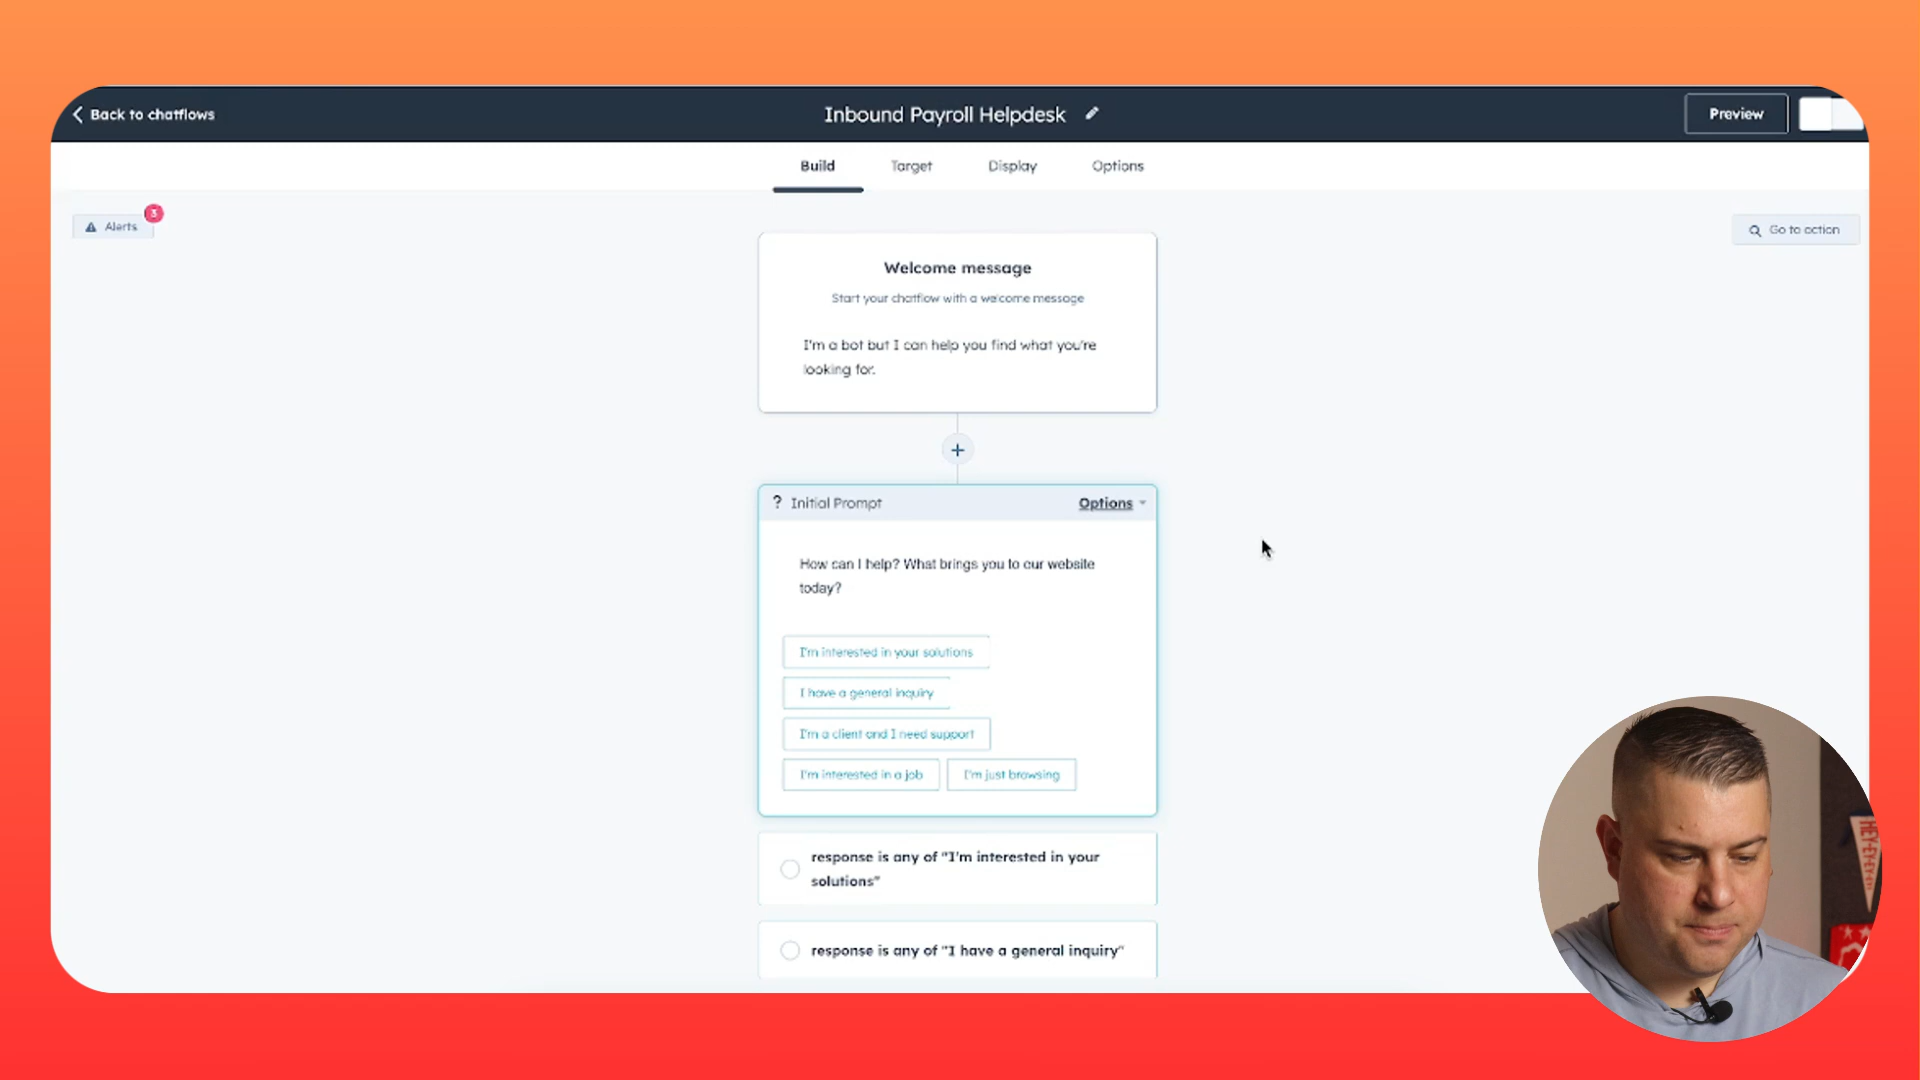 Back to chatflows
Inbound Payroll Helpdesk
Preview
Build
Target
Display
Options
Alerts
3
Go to action
Welcome message
Start your chatflow with a welcome message
I'm a bot but I can help you find what you're
looking for.
? Initial Prompt
Options
How can I help? What brings you to our website
today?
I'm interested in your solutions
I have a general inquiry
I'm a client and I need support
I'm interested in a job
I'm just browsing
response is any of "I'm interested in your
solutions"
response is any of "I have a general inquiry"